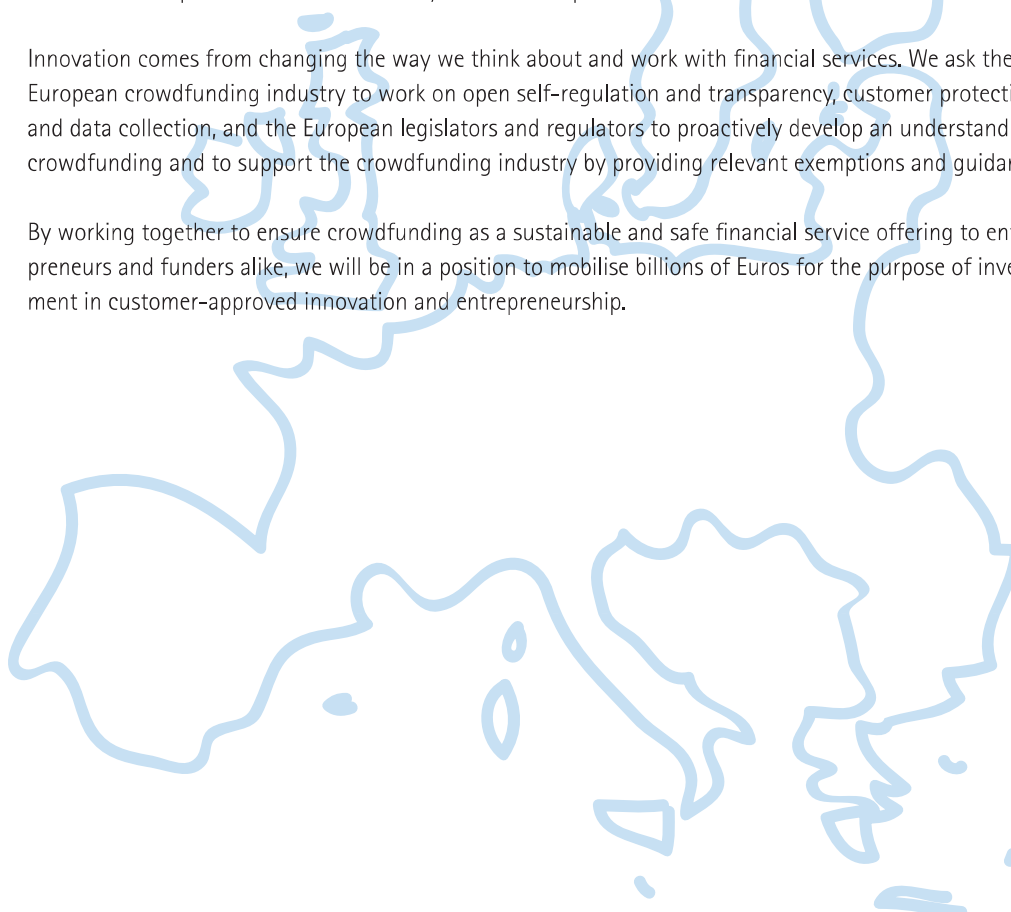 Innovation comes from changing the way we think about and work with financial services. We ask the
European crowdfunding industry to work on open self-regulation and transparency, customer protecti
and data collection, and the European legislators and regulators to proactively develop an understand
crowdfunding and to support the crowdfunding industry by providing relevant exemptions and guidan
By working together to ensure crowdfunding as a sustainable and safe financial service offering to ent
preneurs and funders alike, we will be in a position to mobilise billions of Euros for the purpose of inve
ment in customer-approved innovation and entrepreneurship.